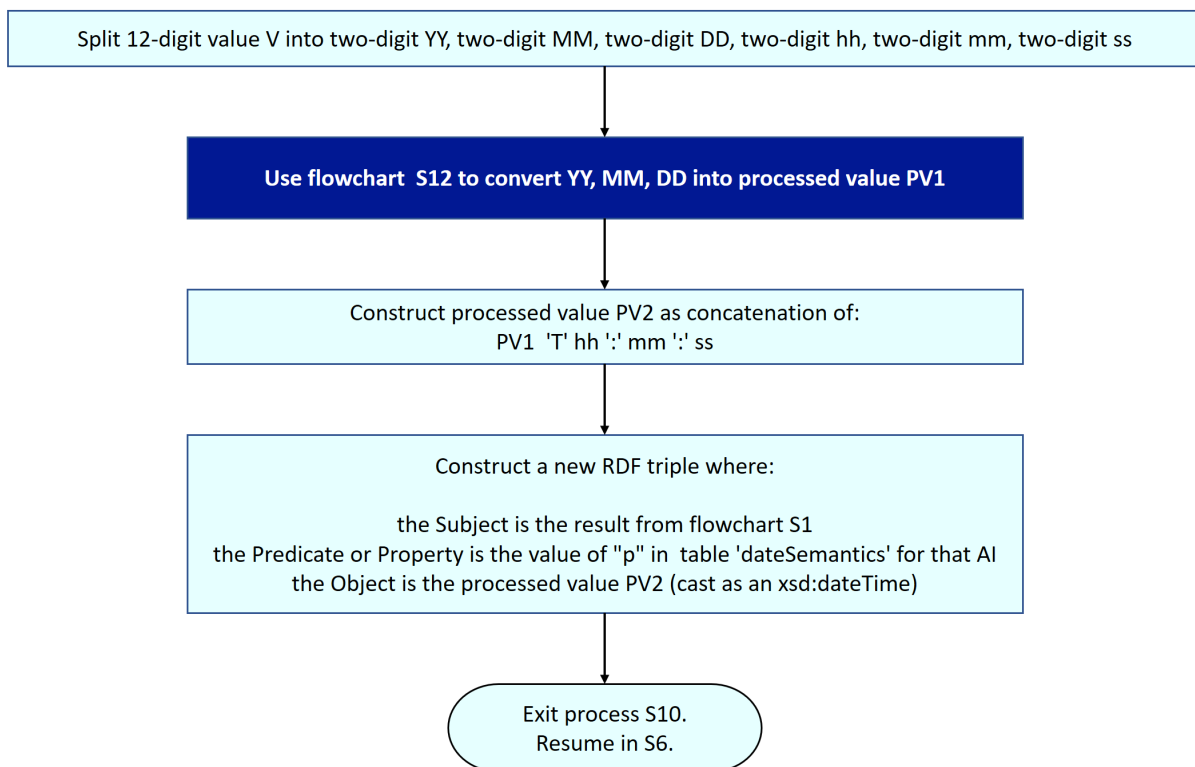 Split 12-digit value V into two-digit YY, two-digit MM, two-digit DD, two-digit hh, two-digit mm, two-digit ss
Use flowchart  S12 to convert YY, MM, DD into processed value PV1
Construct processed value PV2 as concatenation of:
PV1  'T' hh ':' mm ':' ss
Construct a new RDF triple where:
the Subject is the result from flowchart S1
the Predicate or Property is the value of "p" in  table 'dateSemantics' for that AI
the Object is the processed value PV2 (cast as an xsd:dateTime)
Exit process S10.
Resume in S6.